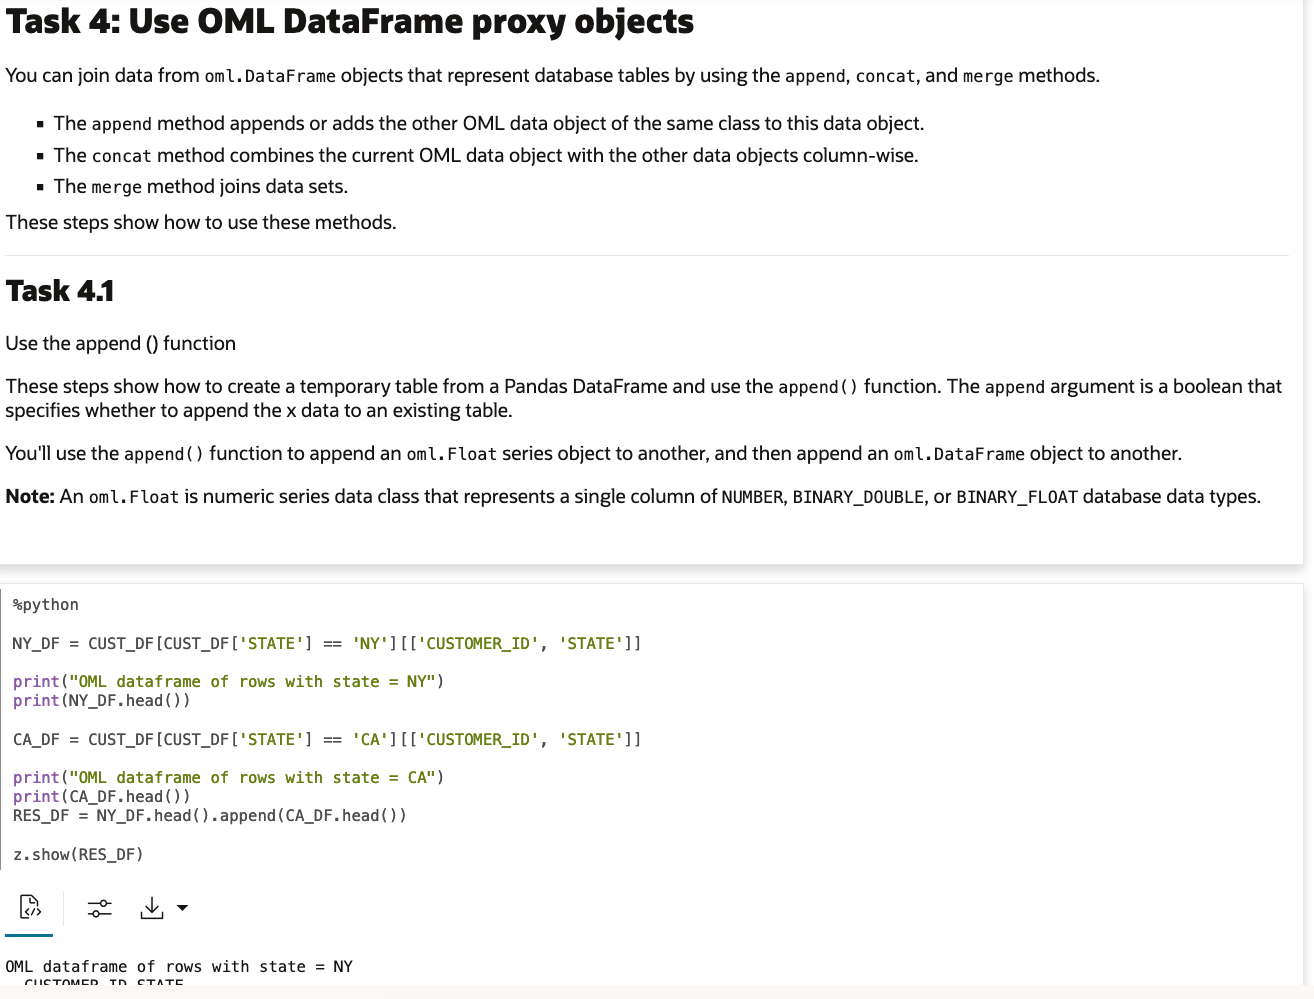 Task 4: Use OML DataFrame proxy objects
You can join data from oml.DataFrame objects that represent database tables by using the append, concat, and merge methods.
▪ The append method appends or adds the other OML data object of the same class to this data object.
▪ The concat method combines the current OML data object with the other data objects column-wise.
▪ The merge method joins data sets.
These steps show how to use these methods.
Task 4.1
Use the append () function
These steps show how to create a temporary table from a Pandas DataFrame and use the append() function. The append argument is a boolean that
specifies whether to append the x data to an existing table.
You'll use the append() function to append an oml.Float series object to another, and then append an oml.DataFrame object to another.
Note: An oml.Float is numeric series data class that represents a single column of NUMBER, BINARY_DOUBLE, or BINARY_FLOAT database data types.
%python
NY_DF = CUST_DF[CUST_DF['STATE'] == 'NY'][['CUSTOMER_ID', 'STATE']]
print("OML dataframe of rows with state = NY")
print(NY_DF.head())
CA_DF = CUST_DF[CUST_DF['STATE'] == 'CA'][['CUSTOMER_ID', 'STATE']]
print("OML dataframe of rows with state = CA")
print(CA_DF.head())
RES_DF = NY_DF.head().append(CA_DF.head())
z.show(RES_DF)
OML dataframe of rows with state = NY
CUSTOMER_ID STATE